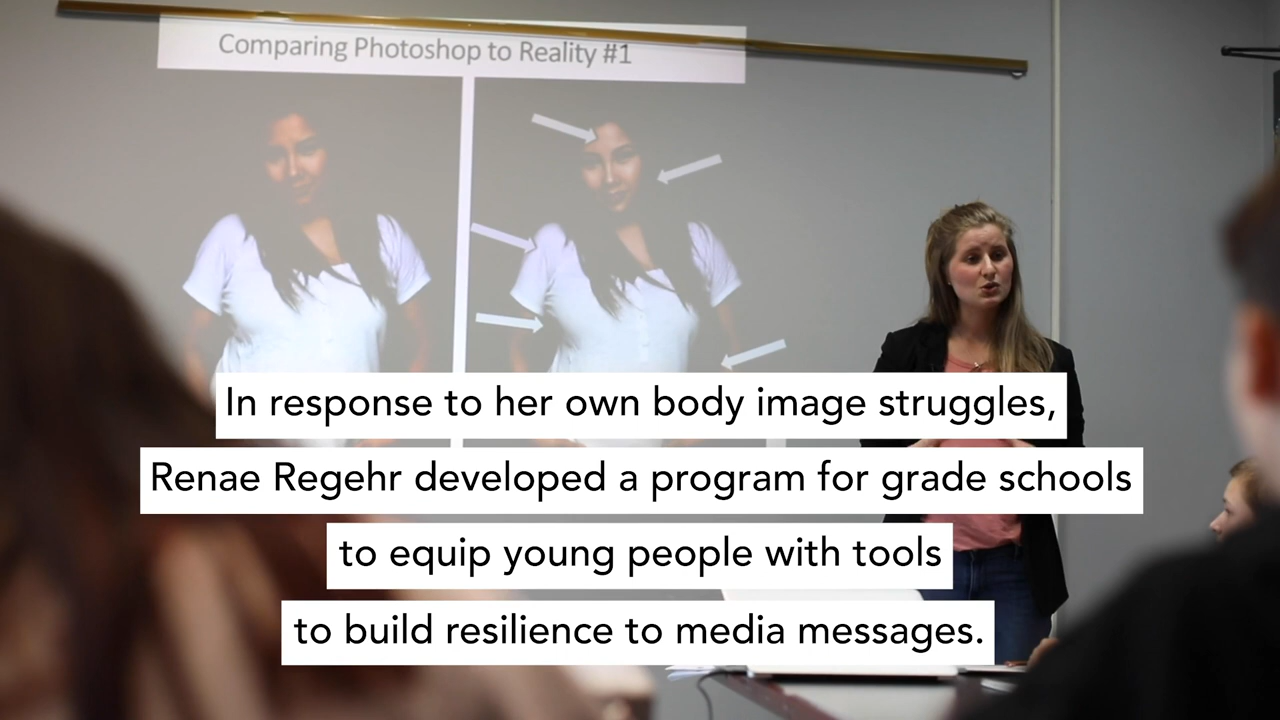 Comparing Photoshop to Reality #1
In response to her own body image struggles,
Renae Regehr developed a program for grade schools
to equip young people with tools
to build resilience to media messages.